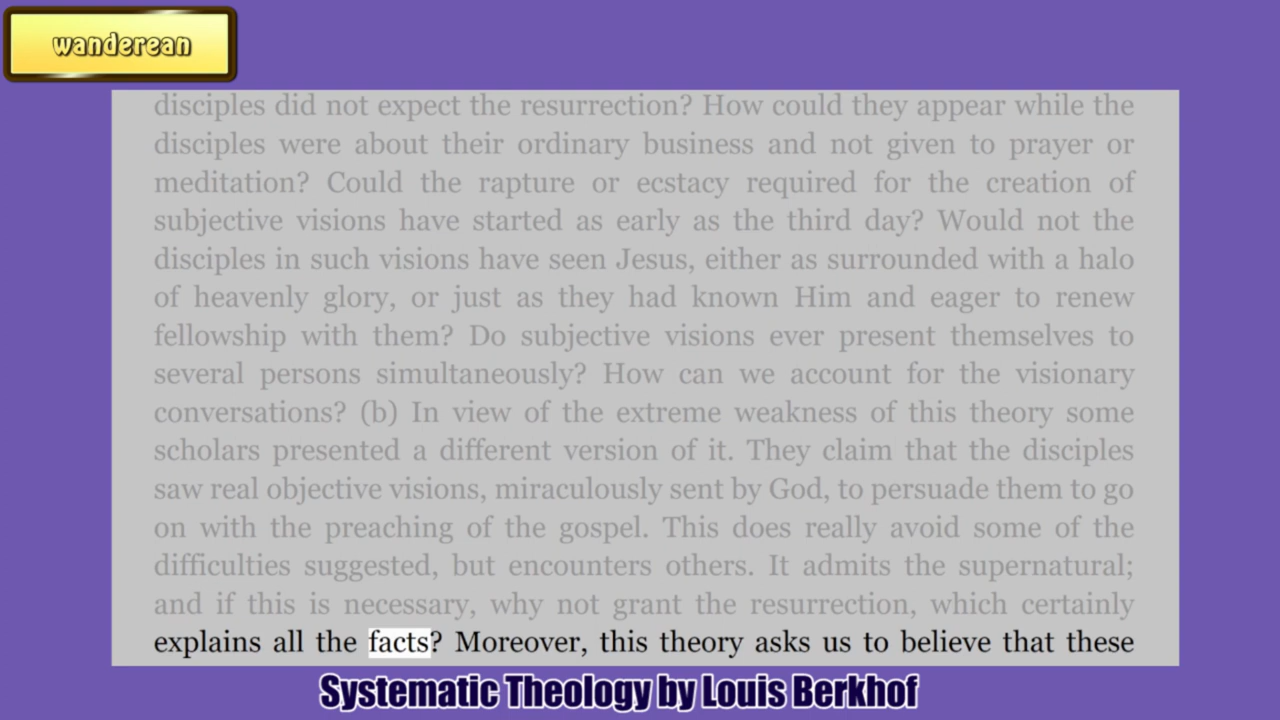 wanderean
disciples did not expect the resurrection? How could they appear while the
disciples were about their ordinary business and not given to prayer or
meditation? Could the rapture or ecstacy required for the creation of
subjective visions have started as early as the third day? Would not the
disciples in such visions have seen Jesus, either as surrounded with a halo
of heavenly glory, or just as they had known Him and eager to renew
fellowship with them? Do subjective visions ever present themselves to
several persons simultaneously? How can we account for the visionary
conversations? (b) In view of the extreme weakness of this theory some
scholars presented a different version of it. They claim that the disciples
saw real objective visions, miraculously sent by God, to persuade them to go
on with the preaching of the gospel. This does really avoid some of the
difficulties suggested, but encounters others. It admits the supernatural;
and if this is necessary, why not grant the resurrection, which certainly
explains all the facts? Moreover, this theory asks us to believe that these
Systematic Theology by Louis Berkhof